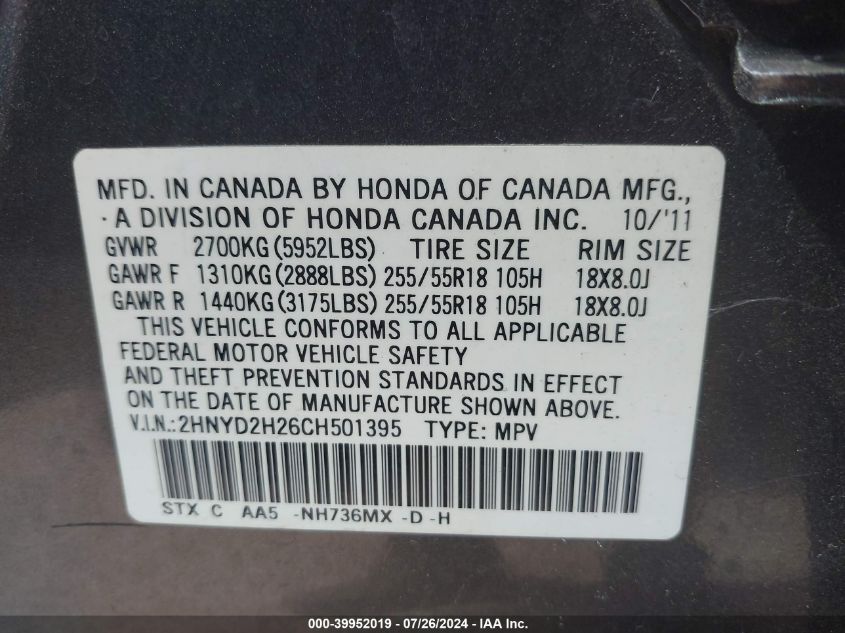 MFD. IN CANADA BY HONDA OF CANADA MFG.,
A DIVISION OF HONDA CANADA INC. 10/'11
GVWR 2700KG (5952LBS) TIRE SIZE RIM SIZE
GAWR F 1310KG (2888LBS) 255/55R18 105H 18X8.0J
GAWR R 1440KG (3175LBS) 255/55R18 105H 18X8.0J
THIS VEHICLE CONFORMS TO ALL APPLICABLE
FEDERAL MOTOR VEHICLE SAFETY
AND THEFT PREVENTION STANDARDS IN EFFECT
ON THE DATE OF MANUFACTURE SHOWN ABOVE.
V.I.N.: 2HNYD2H26CH501395 TYPE: MPV
STX C AA5 -NH736MX -D -H
000-39952019 - 07/26/2024 - IAA Inc.